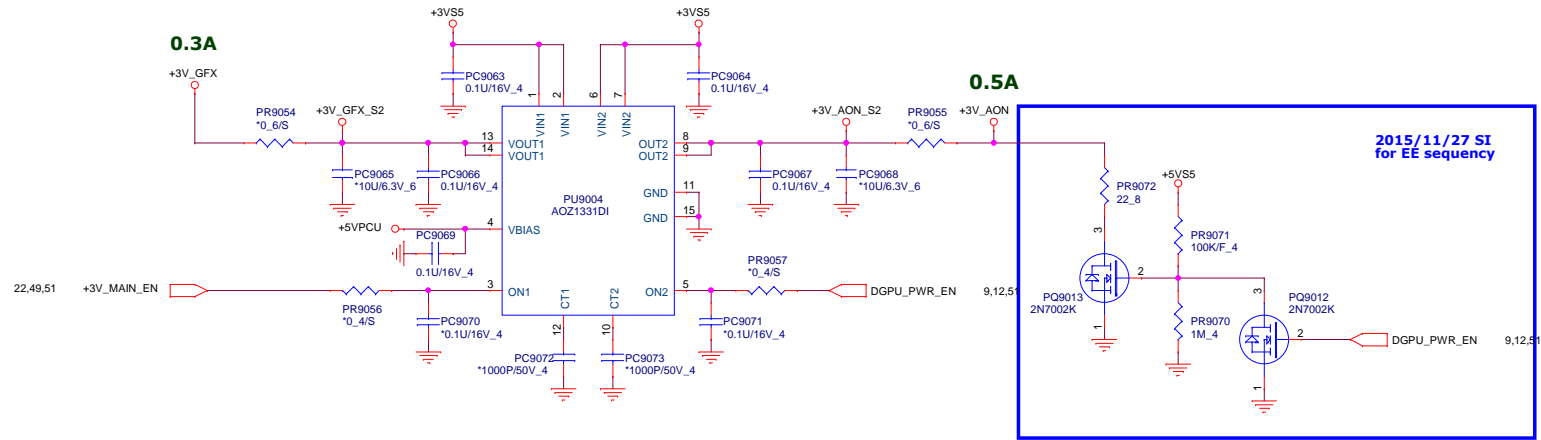 +3VS5
+3VS5
0.3A
+3V_GFX
PC9063
0.1U/16V_4
PC9064
0.1U/16V_4
0.5A
1
2
6
7
VIN1
VIN1
VIN2
VIN2
PR9054
*0_6/S
+3V_GFX_S2
+3V_AON_S2
PR9055
*0_6/S
+3V_AON
13
VOUT1
14
VOUT1
OUT2
8
OUT2
9
PC9065
*10U/6.3V_6
PC9066
0.1U/16V_4
PC9067
0.1U/16V_4
PC9068
*10U/6.3V_6
GND
11
GND
15
PU9004
AOZ1331DI
+5VPCU
4
VBIAS
PC9069
0.1U/16V_4
22,49,51
+3V_MAIN_EN
PR9056
*0_4/S
3
ON1
ON2
5
PR9057
*0_4/S
DGPU_PWR_EN
9,12,51
PC9070
*0.1U/16V_4
CT1
CT2
12
10
PC9071
*0.1U/16V_4
PC9072
*1000P/50V_4
PC9073
*1000P/50V_4
2015/11/27 SI
for EE sequency
+5VS5
PR9072
22_8
PR9071
100K/F_4
3
2
PQ9013
2N7002K
1
PR9070
1M_4
3
PQ9012
2N7002K
2
1
DGPU_PWR_EN
9,12,51